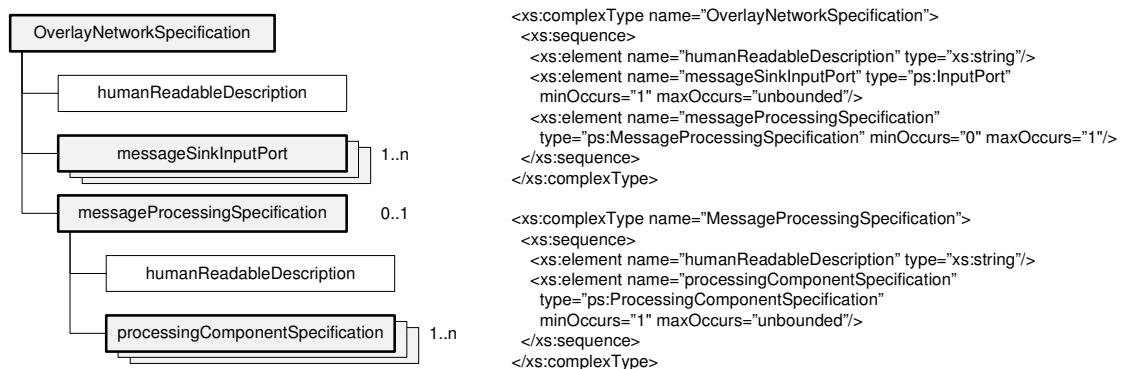 OverlayNetworkSpecification
humanReadableDescription
messageSinkInputPort
1..n
messageProcessingSpecification
0..1
humanReadableDescription
processingComponentSpecification
1..n
<xs:complexType name=”OverlayNetworkSpecification”>
<xs:sequence>
<xs:element name=”humanReadableDescription” type=”xs:string”/>
<xs:element name=”messageSinkInputPort” type=”ps:InputPort”
minOccurs=”1" maxOccurs=”unbounded”/>
<xs:element name=”messageProcessingSpecification”
type=”ps:MessageProcessingSpecification” minOccurs=”0" maxOccurs=”1"/>
</xs:sequence>
</xs:complexType>
<xs:complexType name=”MessageProcessingSpecification”>
<xs:sequence>
<xs:element name=”humanReadableDescription” type=”xs:string”/>
<xs:element name=”processingComponentSpecification”
type=”ps:ProcessingComponentSpecification”
minOccurs=”1" maxOccurs=”unbounded”/>
</xs:sequence>
</xs:complexType>